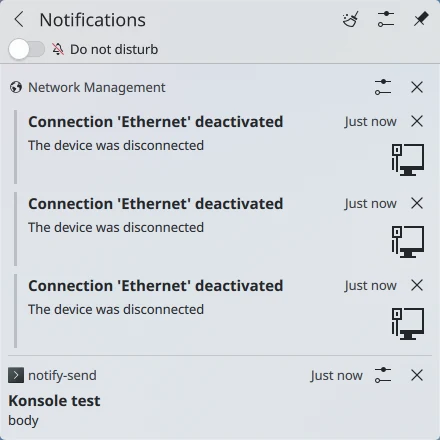 Notifications
Do not disturb
Network Management
Connection 'Ethernet' deactivated Just now
The device was disconnected
Connection 'Ethernet' deactivated Just now
The device was disconnected
Connection 'Ethernet' deactivated Just now
The device was disconnected
notify-send Just now
Konsole test
body